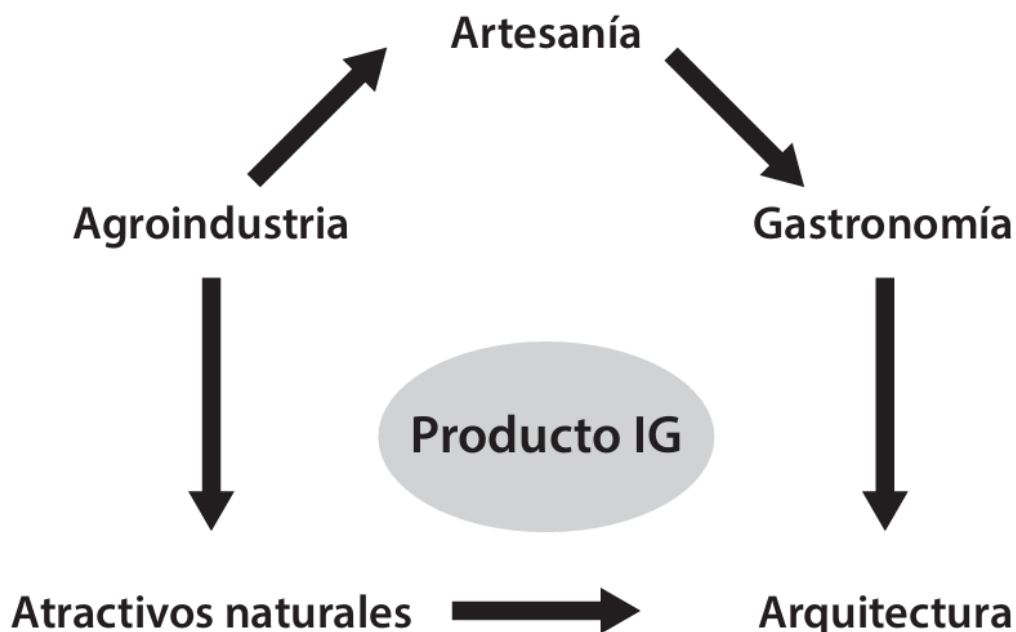 Artesanía
Agroindustria
Gastronomía
Producto IG
Atractivos naturales
Arquitectura